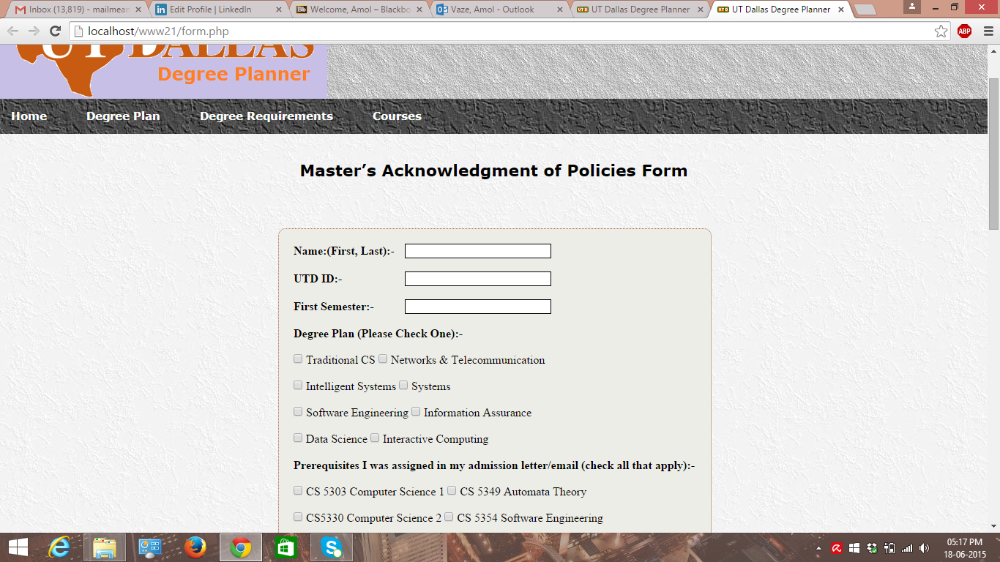 Inbox (13,819) - mailmean
Edit Profile | LinkedIn
Bb Welcome, Amol – Blackbo
Vaze, Amol - Outlook
UTD UT Dallas Degree Planner
UTD UT Dallas Degree Planner
localhost/www21/form.php
ABP
UT DALLAS
Degree Planner
Home Degree Plan Degree Requirements Courses
Master’s Acknowledgment of Policies Form
Name:(First, Last):-
UTD ID:-
First Semester:-
Degree Plan (Please Check One):-
Traditional CS Networks & Telecommunication
Intelligent Systems Systems
Software Engineering Information Assurance
Data Science Interactive Computing
Prerequisites I was assigned in my admission letter/email (check all that apply):-
CS 5303 Computer Science 1 CS 5349 Automata Theory
CS5330 Computer Science 2 CS 5354 Software Engineering
05:17 PM
18-06-2015